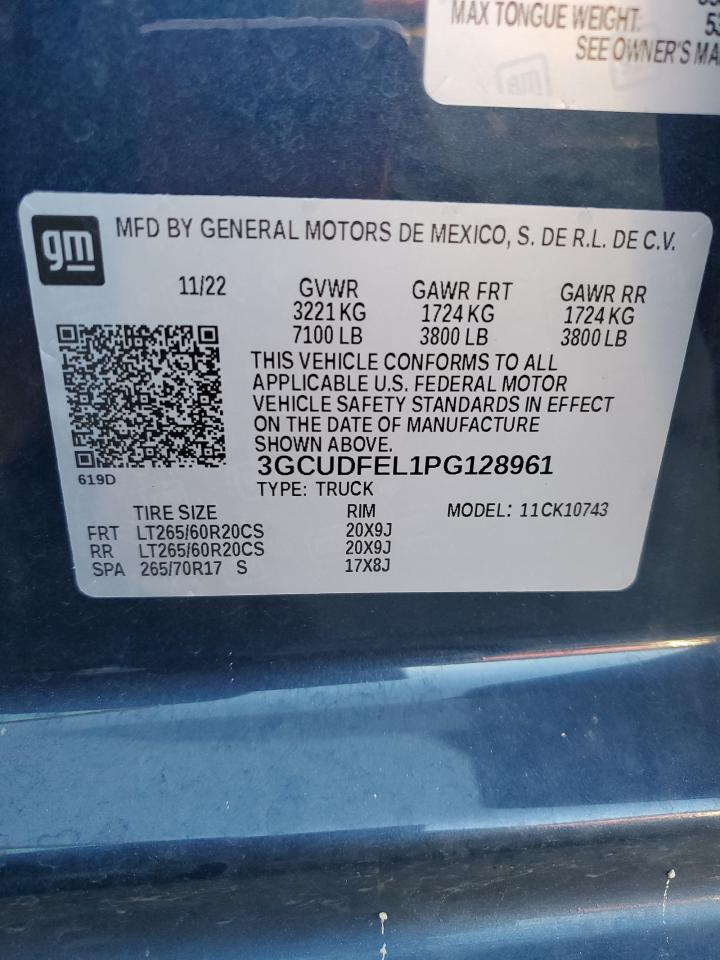 MAX TONGUE WEIGHT:
SEE OWNER'S
gm
gm
MFD BY GENERAL MOTORS DE MEXICO, S. DE R.L. DE C.V.
11/22 GVWR GAWR FRT GAWR RR
3221 KG 1724 KG 1724 KG
7100 LB 3800 LB 3800 LB
THIS VEHICLE CONFORMS TO ALL
APPLICABLE U.S. FEDERAL MOTOR
VEHICLE SAFETY STANDARDS IN EFFECT
ON THE DATE OF MANUFACTURE
SHOWN ABOVE.
3GCUDFEL1PG128961
619D
TYPE: TRUCK
TIRE SIZE RIM MODEL: 11CK10743
FRT LT265/60R20CS 20X9J
RR LT265/60R20CS 20X9J
SPA 265/70R17 S 17X8J